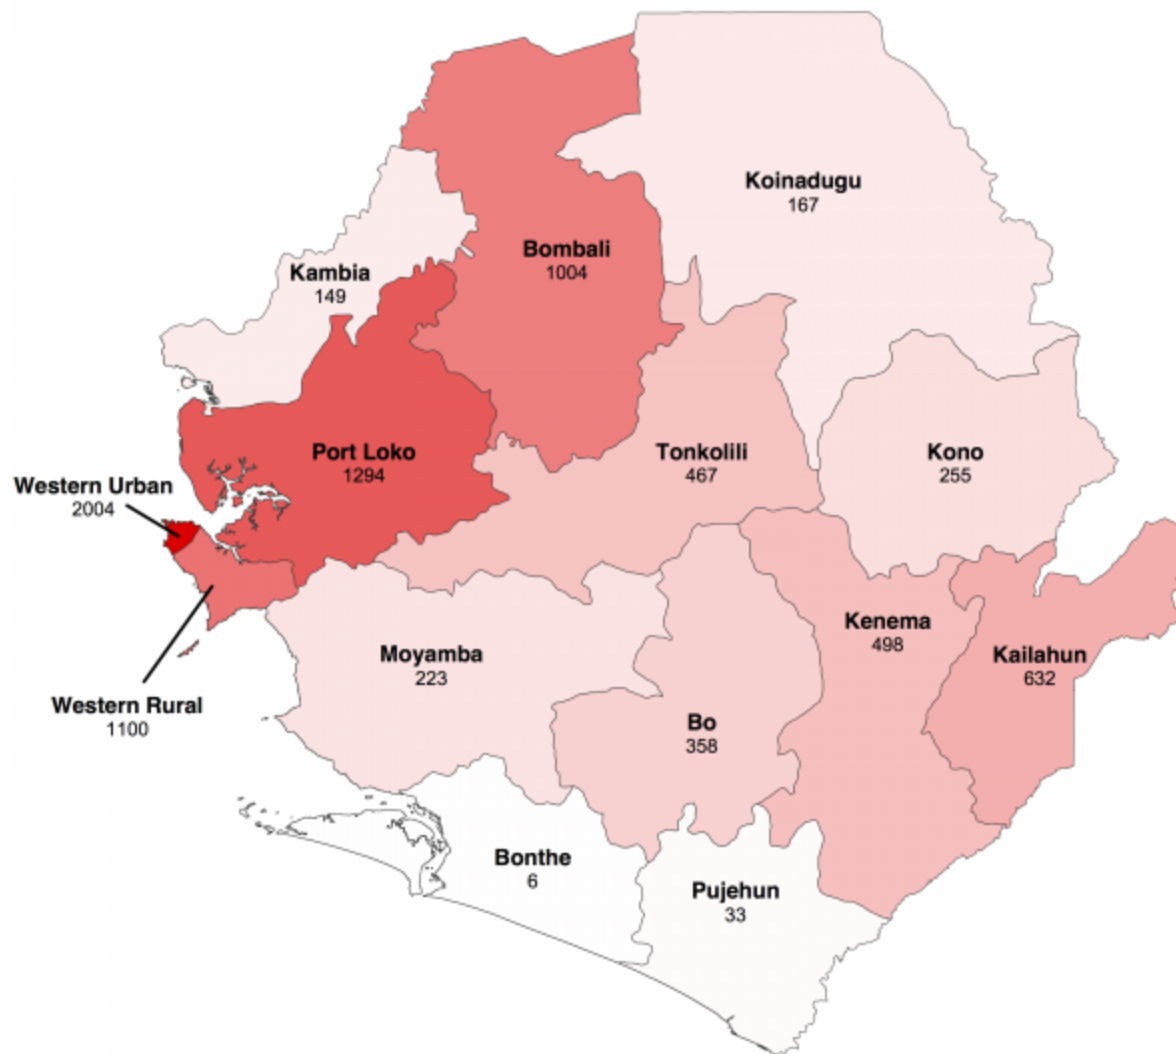 Koinadugu
167
Bombali
1004
Kambia
149
Port Loko
1294
Tonkolili
467
Kono
255
Western Urban
2004
Kenema
498
Kailahun
632
Moyamba
223
Western Rural
1100
Bo
358
Bonthe
6
Pujehun
33